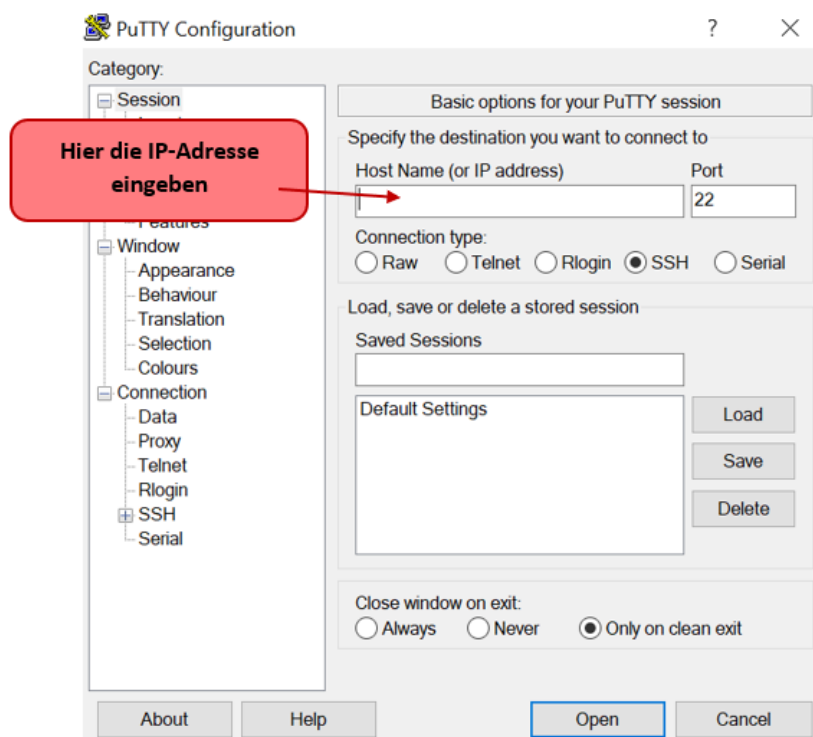 PuTTY Configuration
?
Category:
Session
Hier die IP-Adresse
eingeben
Features
Window
Appearance
Behaviour
Translation
Selection
Colours
Connection
Data
Proxy
Telnet
Rlogin
SSH
Serial
Basic options for your PuTTY session
Specify the destination you want to connect to
Host Name (or IP address) Port
22
Connection type:
Raw Telnet Rlogin SSH Serial
Load, save or delete a stored session
Saved Sessions
Default Settings
Load
Save
Delete
Close window on exit:
Always Never Only on clean exit
About Help Open Cancel